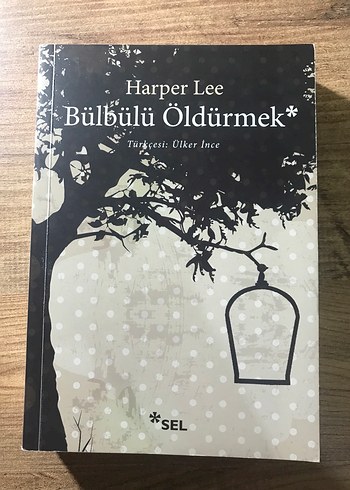 Harper Lee
Bülbülü Öldürmek*
Türkçesi: Ülker İnce
*SEL